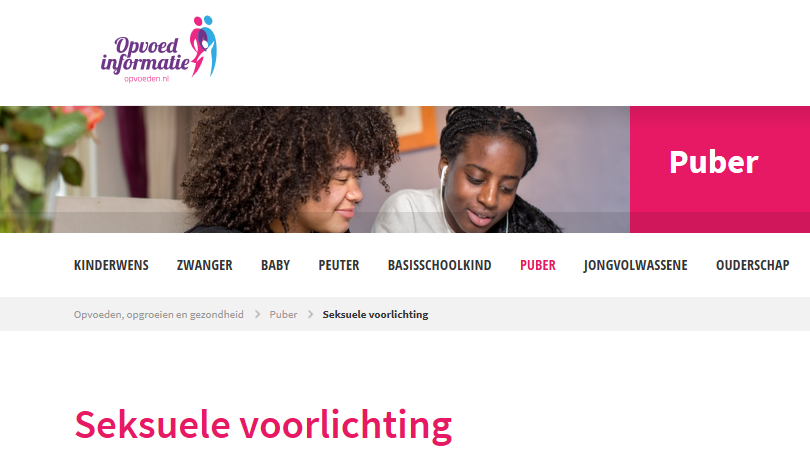 Opvoed
informatie
opvoeden.nl
Puber
KINDERWENS ZWANGER BABY PEUTER BASISSCHOOLKIND PUBER JONGVOLWASSENE OUDERSCHAP
Opvoeden, opgroeien en gezondheid > Puber > Seksuele voorlichting
Seksuele voorlichting